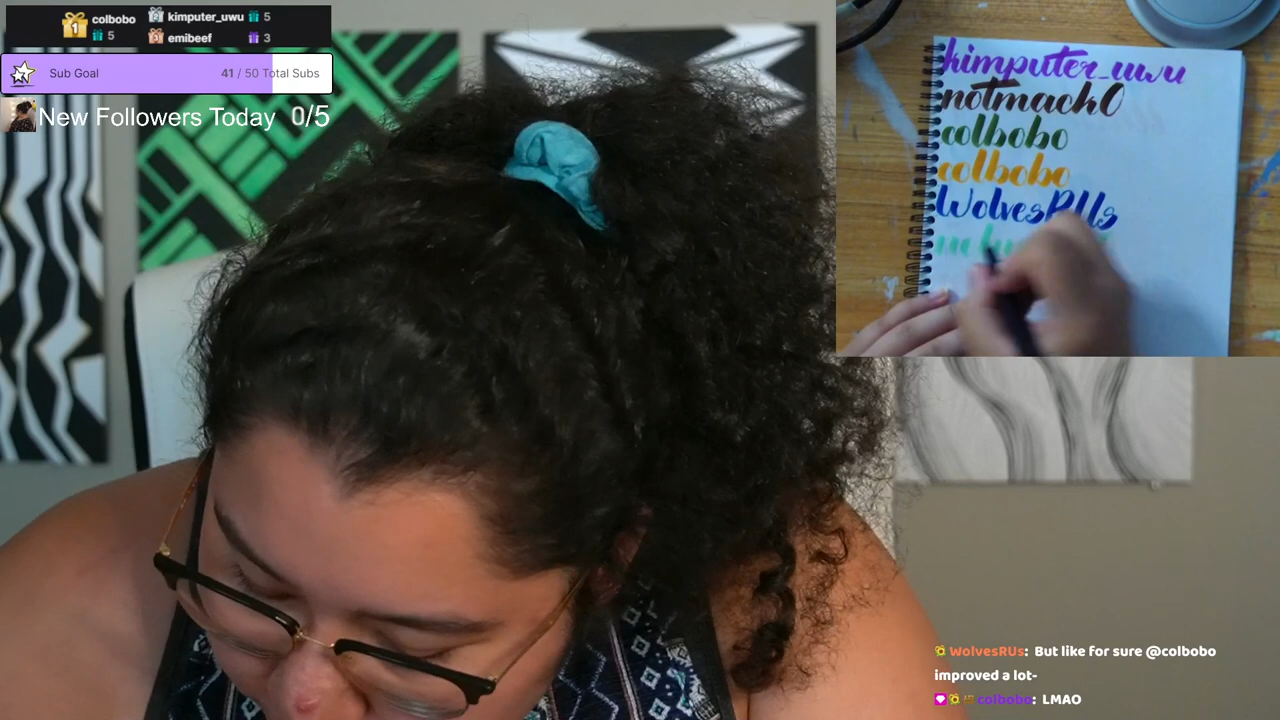 colbobo
5
kimputer_uwu 5
emibeef 3
Sub Goal 41 / 50 Total Subs
New Followers Today 0/5
kimputer_uwu
notmack0
colbobo
colbobo
WolvesRUs
WolvesRUs: But like for sure @colbobo
improved a lot-
colbobo: LMAO